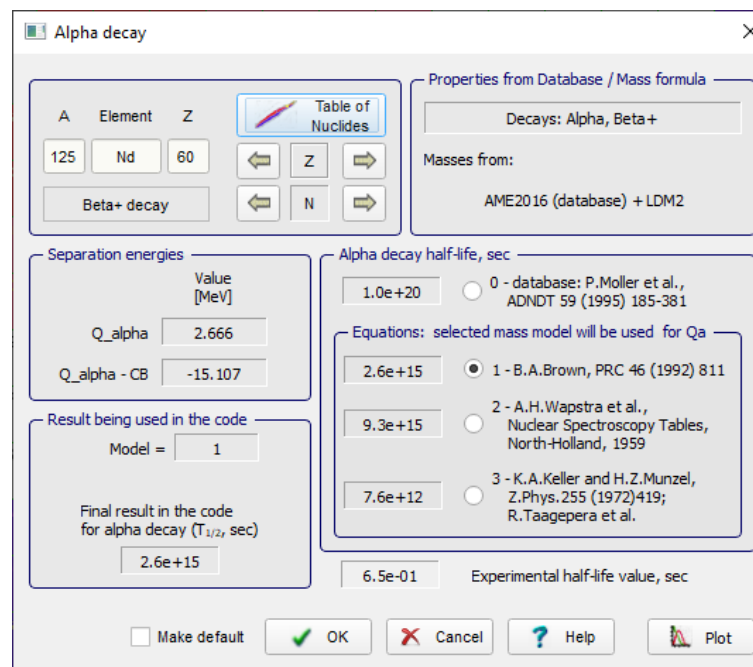 Alpha decay
A Element Z
125 Nd 60
Beta+ decay
Table of
Nuclides
Z
N
Properties from Database / Mass formula
Decays: Alpha, Beta+
Masses from:
AME2016 (database) + LDM2
Separation energies
Value
[MeV]
Q_alpha 2.666
Q_alpha - CB -15.107
Alpha decay half-life, sec
1.0e+20 0 - database: P.Moller et al.,
ADNDT 59 (1995) 185-381
Equations: selected mass model will be used for Qa
2.6e+15 1 - B.A.Brown, PRC 46 (1992) 811
9.3e+15 2 - A.H.Wapstra et al.,
Nuclear Spectroscopy Tables,
North-Holland, 1959
7.6e+12 3 - K.A.Keller and H.Z.Munzel,
Z.Phys.255 (1972)419;
R.Taagepera et al.
Result being used in the code
Model = 1
Final result in the code
for alpha decay (T1/2, sec)
2.6e+15
6.5e-01 Experimental half-life value, sec
Make default OK Cancel Help Plot